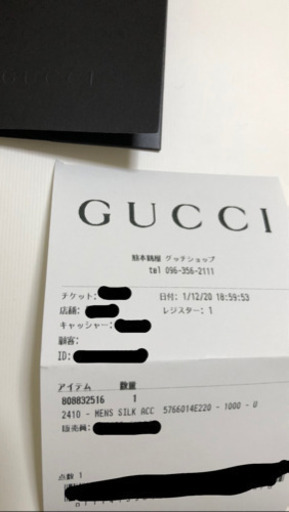 GUCCI
GUCCI
熊本鶴屋 グッチショップ
tel 096-356-2111
チケット: 日付: 1/12/20 18:59:53
店舗: レジスター: 1
キャッシャー:
顧客:
ID:
アイテム 数量
808832516 1
2410 - MENS SILK ACC 5766014E220 - 1000 - U
販売員:
点数 1